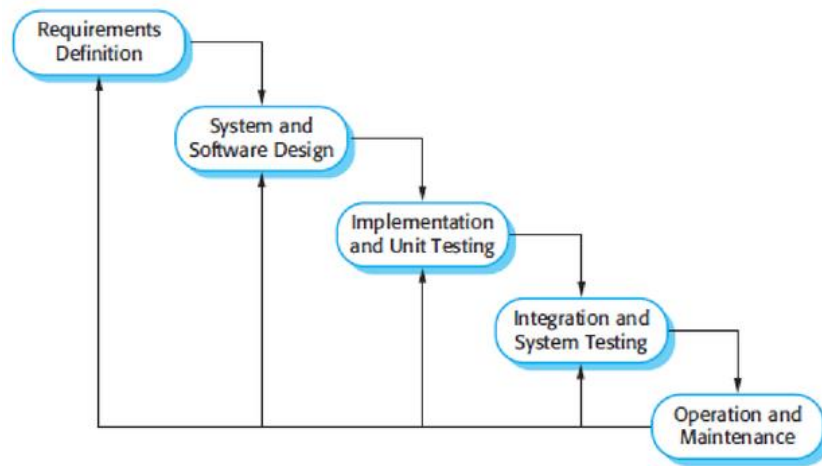 Requirements
Definition
System and
Software Design
Implementation
and Unit Testing
Integration and
System Testing
Operation and
Maintenance